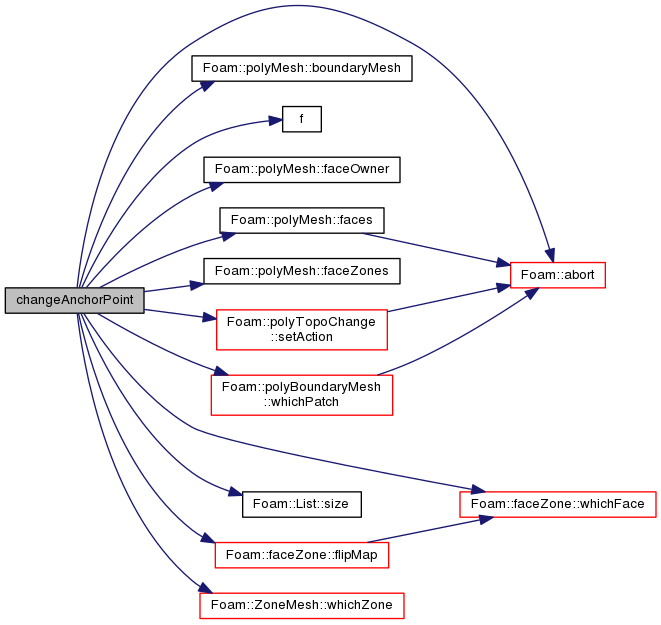 Foam::polyMesh::boundaryMesh
f
Foam::polyMesh::faceOwner
Foam::polyMesh::faces
Foam::polyMesh::faceZones
Foam::abort
changeAnchorPoint
Foam::polyTopoChange
::setAction
Foam::polyBoundaryMesh
::whichPatch
Foam::List::size
Foam::faceZone::whichFace
Foam::faceZone::flipMap
Foam::ZoneMesh::whichZone